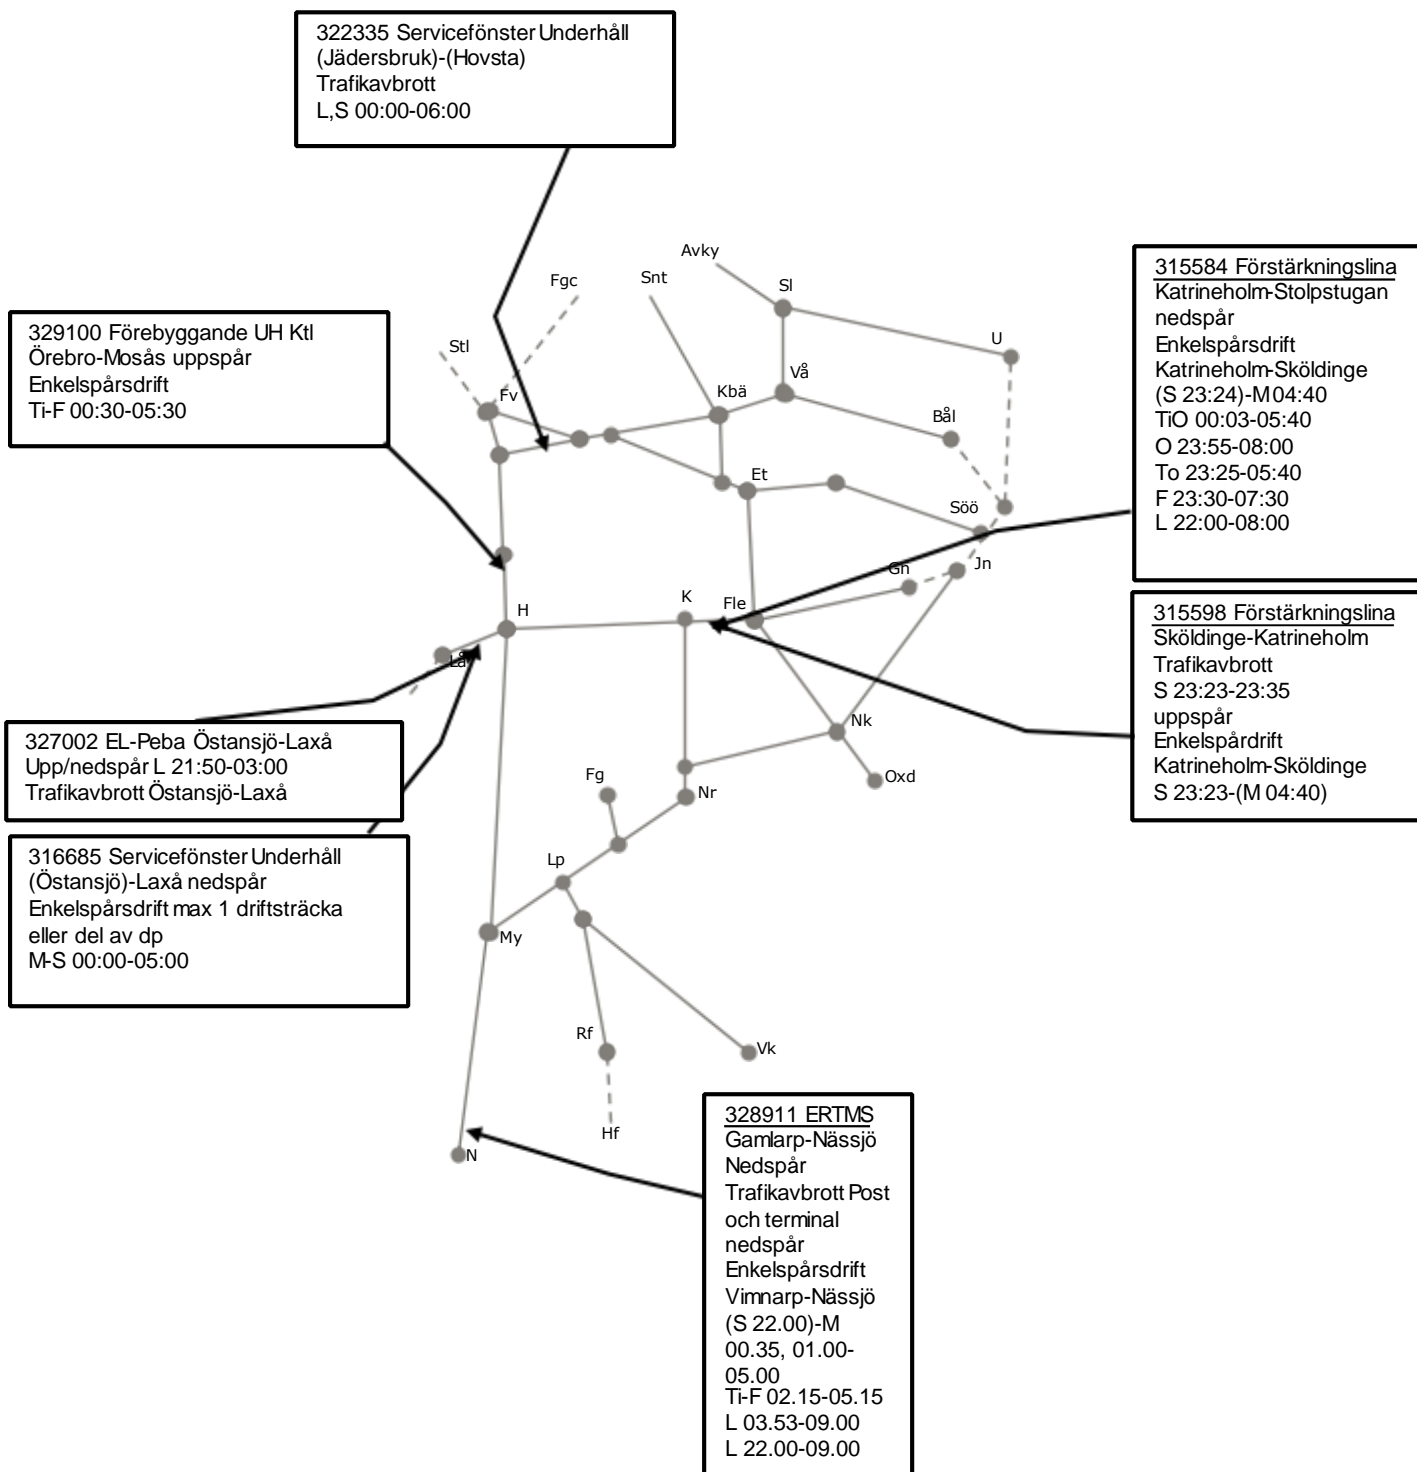 322335 Servicefönster Underhåll
(Jädersbruk)-(Hovsta)
Trafikavbrott
L,S 00:00-06:00
329100 Förebyggande UH Ktl
Örebro-Mosås uppspår
Enkelspårsdrift
Ti-F 00:30-05:30
315584 Förstärkningslina
Katrineholm-Stolpstugan
nedspår
Enkelspårsdrift
Katrineholm-Sköldinge
(S 23:24)-M 04:40
TiO 00:03-05:40
O 23:55-08:00
To 23:25-05:40
F 23:30-07:30
L 22:00-08:00
315598 Förstärkningslina
Sköldinge-Katrineholm
Trafikavbrott
S 23:23-23:35
uppspår
Enkelspårdrift
Katrineholm-Sköldinge
S 23:23-(M 04:40)
327002 EL-Peba Östansjö-Laxå
Upp/nedspår L 21:50-03:00
Trafikavbrott Östansjö-Laxå
316685 Servicefönster Underhåll
(Östansjö)-Laxå nedspår
Enkelspårsdrift max 1 driftsträcka
eller del av dp
M-S 00:00-05:00
328911 ERTMS
Gamlarp-Nässjö
Nedspår
Trafikavbrott Post
och terminal
nedspår
Enkelspårsdrift
Vimnarp-Nässjö
(S 22.00)-M
00.35, 01.00-
05.00
Ti-F 02.15-05.15
L 03.53-09.00
L 22.00-09.00
Avky
Snt
Fgc
Sl
Stl
U
Vå
Fv
Kbä
Bål
Et
Söö
Jn
Gn
K
Fle
H
Lå
Nk
Fg
Nr
Oxd
Lp
My
Rf
Vk
Hf
N